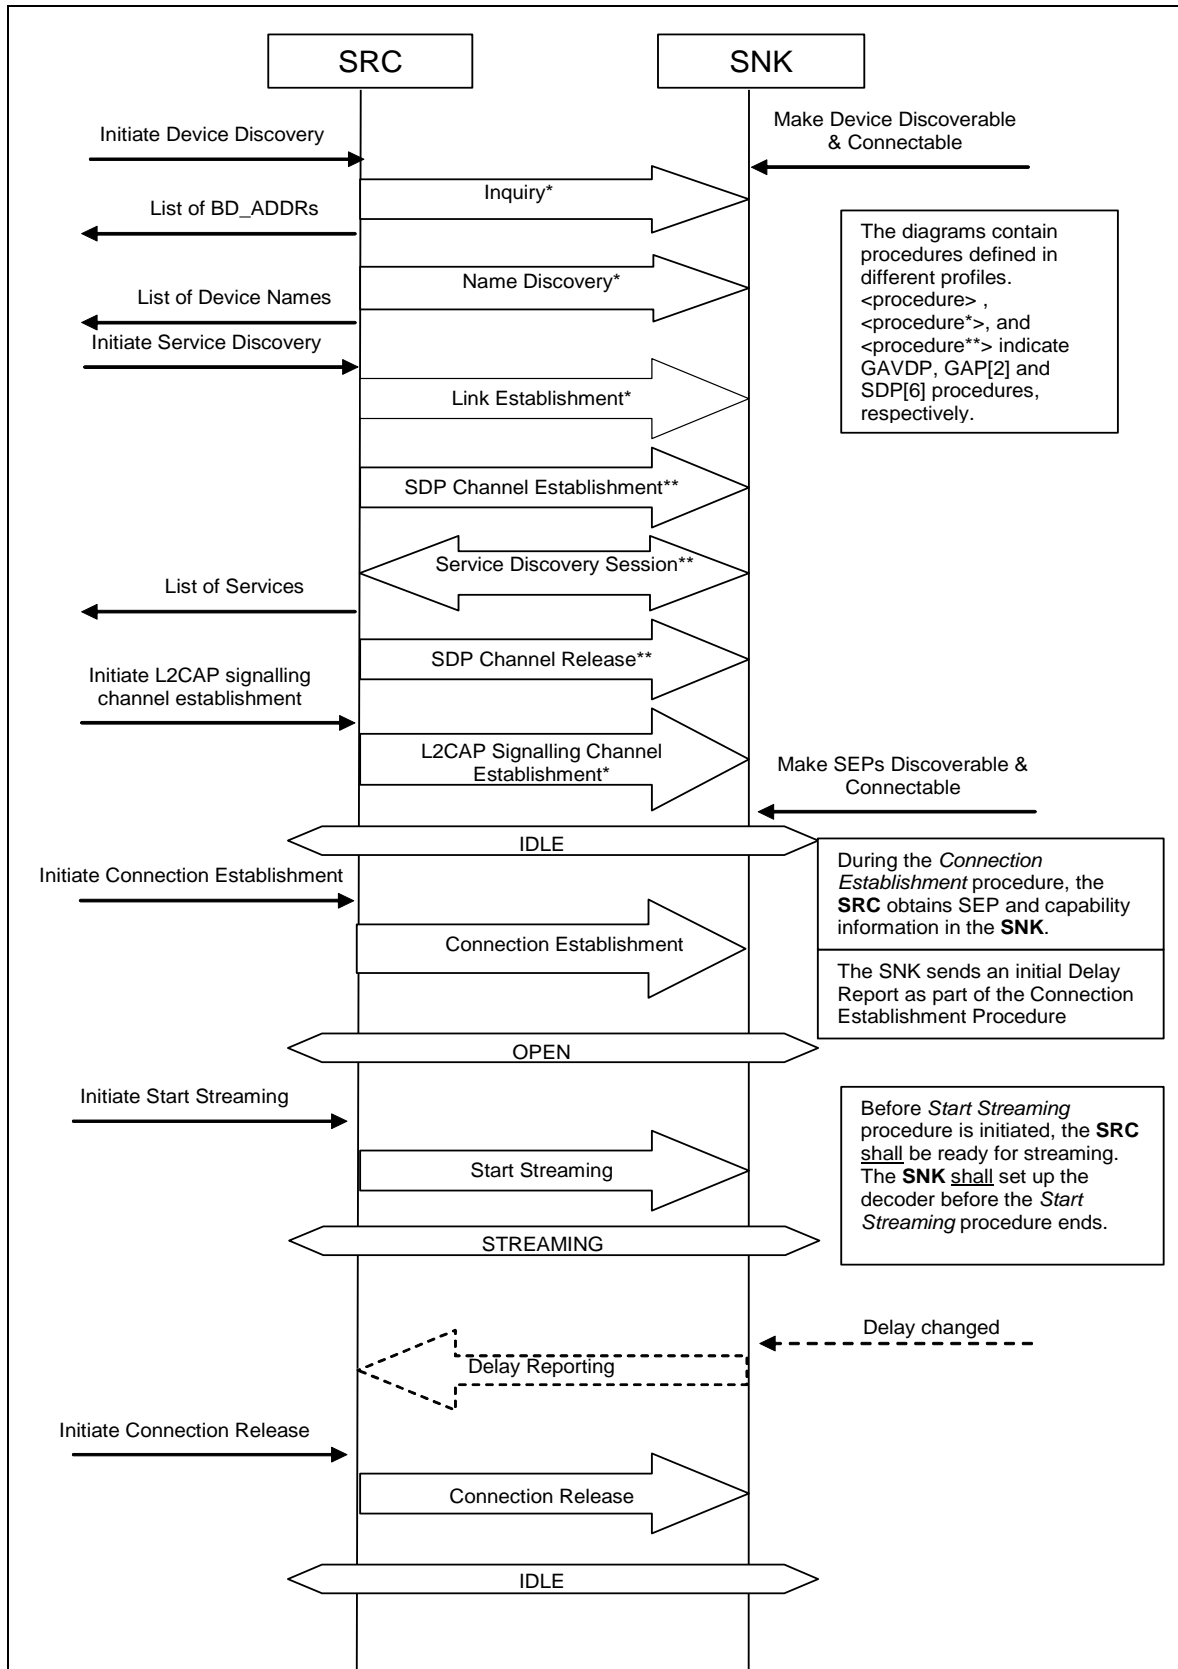 SRC
SNK
Initiate Device Discovery
Make Device Discoverable
& Connectable
Inquiry*
List of BD_ADDRs
The diagrams contain
procedures defined in
different profiles.
<procedure> ,
<procedure*>, and
<procedure**> indicate
GAVDP, GAP[2] and
SDP[6] procedures,
respectively.
Name Discovery*
List of Device Names
Initiate Service Discovery
Link Establishment*
SDP Channel Establishment**
Service Discovery Session**
List of Services
SDP Channel Release**
Initiate L2CAP signalling
channel establishment
L2CAP Signalling Channel
Establishment*
Make SEPs Discoverable &
Connectable
IDLE
During the Connection
Establishment procedure, the
SRC obtains SEP and capability
information in the SNK.
Initiate Connection Establishment
Connection Establishment
The SNK sends an initial Delay
Report as part of the Connection
Establishment Procedure
OPEN
Initiate Start Streaming
Before Start Streaming
procedure is initiated, the SRC
shall be ready for streaming.
The SNK shall set up the
decoder before the Start
Streaming procedure ends.
Start Streaming
STREAMING
Delay changed
Delay Reporting
Initiate Connection Release
Connection Release
IDLE